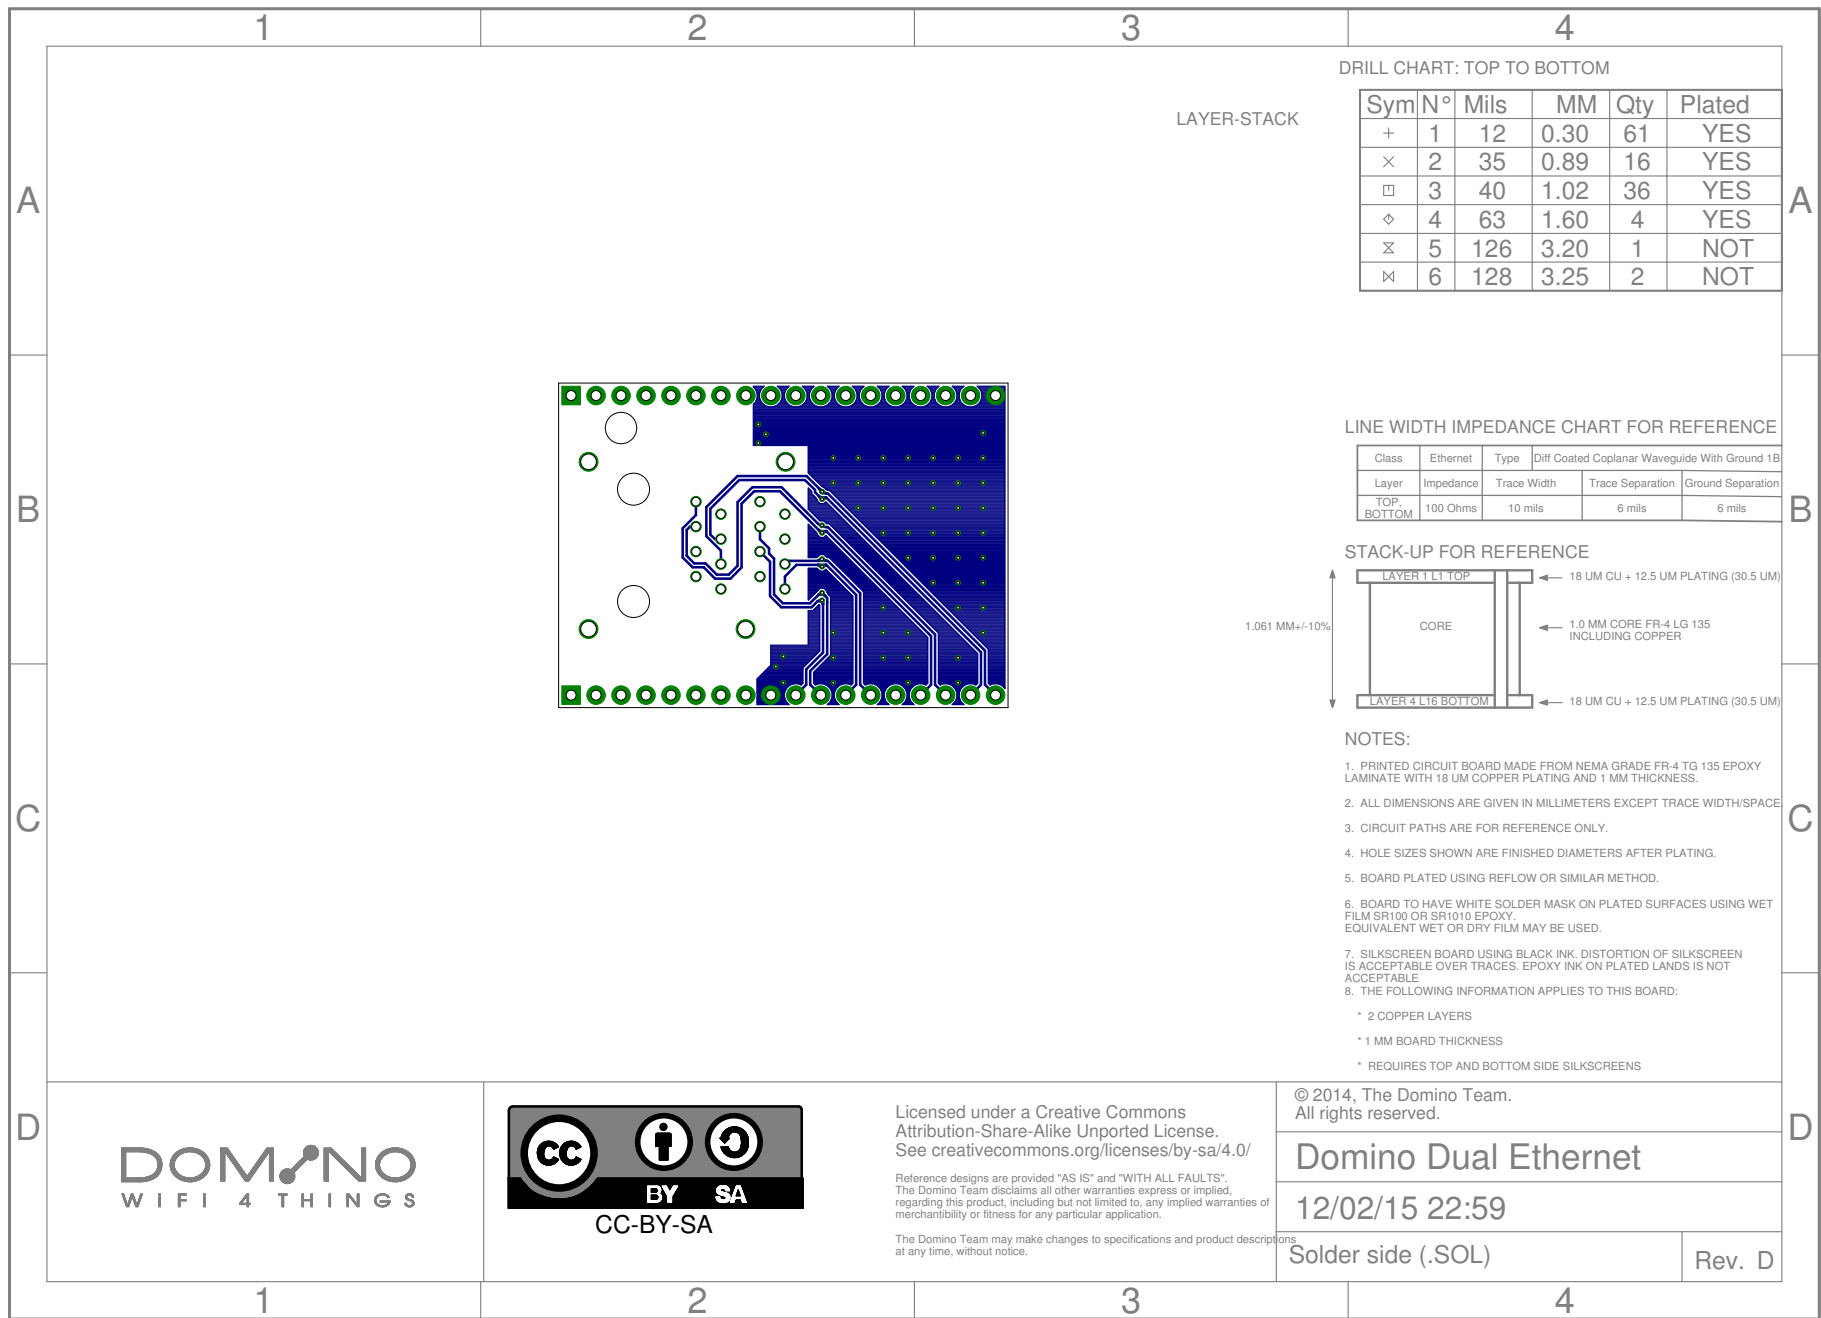 1 2 3 4
DRILL CHART: TOP TO BOTTOM
LAYER-STACK
Sym N° Mils MM Qty Plated
+ 1 12 0.30 61 YES
× 2 35 0.89 16 YES
3 40 1.02 36 YES
4 63 1.60 4 YES
5 126 3.20 1 NOT
6 128 3.25 2 NOT
A A
LINE WIDTH IMPEDANCE CHART FOR REFERENCE
Class Ethernet Type Diff Coated Coplanar Waveguide With Ground 1B
Layer Impedance Trace Width Trace Separation Ground Separation
TOP, BOTTOM 100 Ohms 10 mils 6 mils 6 mils
B B
STACK-UP FOR REFERENCE
LAYER 1 L1 TOP 18 UM CU + 12.5 UM PLATING (30.5 UM)
1.061 MM+/-10% CORE 1.0 MM CORE FR-4 LG 135
INCLUDING COPPER
LAYER 4 L16 BOTTOM 18 UM CU + 12.5 UM PLATING (30.5 UM)
NOTES:
1. PRINTED CIRCUIT BOARD MADE FROM NEMA GRADE FR-4 TG 135 EPOXY
LAMINATE WITH 18 UM COPPER PLATING AND 1 MM THICKNESS.
2. ALL DIMENSIONS ARE GIVEN IN MILLIMETERS EXCEPT TRACE WIDTH/SPACE
3. CIRCUIT PATHS ARE FOR REFERENCE ONLY.
4. HOLE SIZES SHOWN ARE FINISHED DIAMETERS AFTER PLATING.
5. BOARD PLATED USING REFLOW OR SIMILAR METHOD.
6. BOARD TO HAVE WHITE SOLDER MASK ON PLATED SURFACES USING WET
FILM SR100 OR SR1010 EPOXY.
EQUIVALENT WET OR DRY FILM MAY BE USED.
7. SILKSCREEN BOARD USING BLACK INK. DISTORTION OF SILKSCREEN
IS ACCEPTABLE OVER TRACES. EPOXY INK ON PLATED LANDS IS NOT
ACCEPTABLE
8. THE FOLLOWING INFORMATION APPLIES TO THIS BOARD:
* 2 COPPER LAYERS
* 1 MM BOARD THICKNESS
* REQUIRES TOP AND BOTTOM SIDE SILKSCREENS
C C
D D
DOMINO
WIFI 4 THINGS
cc
BY SA
CC-BY-SA
Licensed under a Creative Commons
Attribution-Share-Alike Unported License.
See creativecommons.org/licenses/by-sa/4.0/
Reference designs are provided "AS IS" and "WITH ALL FAULTS".
The Domino Team disclaims all other warranties express or implied,
regarding this product, including but not limited to, any implied warranties of
merchantibility or fitness for any particular application.
The Domino Team may make changes to specifications and product descriptions
at any time, without notice.
© 2014, The Domino Team.
All rights reserved.
Domino Dual Ethernet
12/02/15 22:59
Solder side (.SOL) Rev. D
1 2 3 4